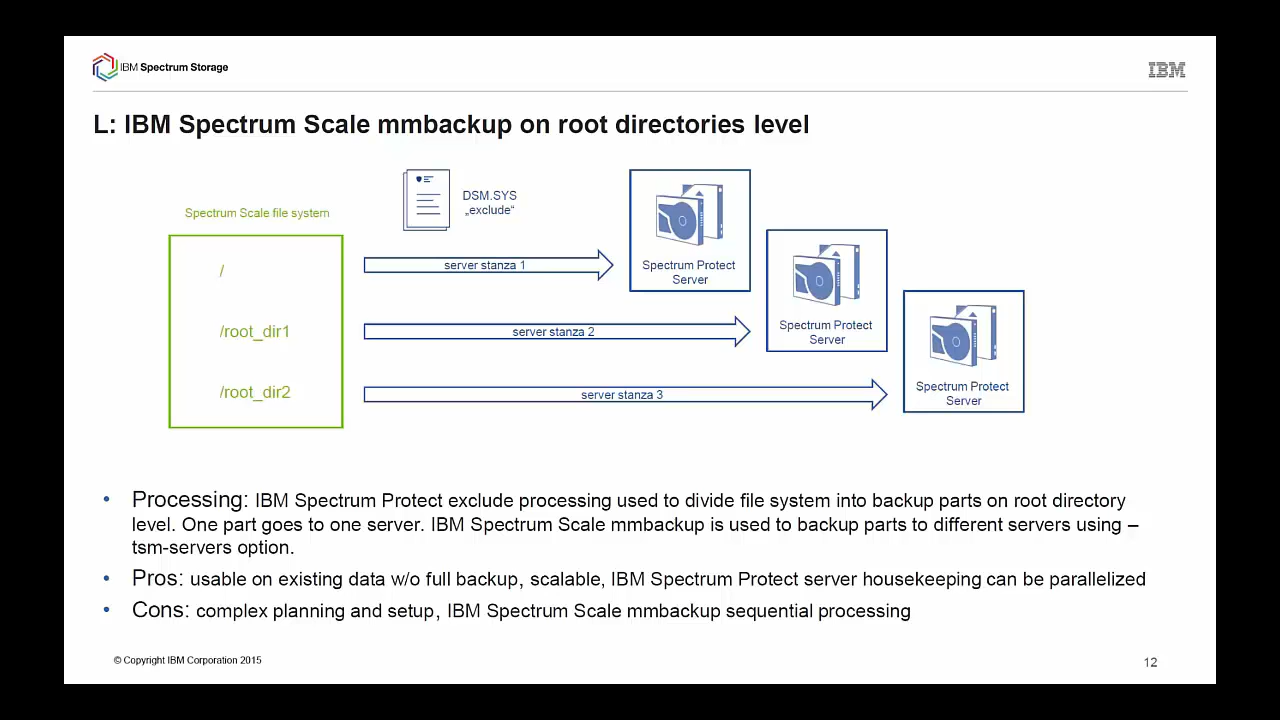 IBM Spectrum Storage
IBM
L: IBM Spectrum Scale mmbackup on root directories level
DSM.SYS
„exclude“
Spectrum Scale file system
/
server stanza 1
Spectrum Protect
Server
/root_dir1
server stanza 2
Spectrum Protect
Server
/root_dir2
server stanza 3
Spectrum Protect
Server
• Processing: IBM Spectrum Protect exclude processing used to divide file system into backup parts on root directory
level. One part goes to one server. IBM Spectrum Scale mmbackup is used to backup parts to different servers using –
tsm-servers option.
• Pros: usable on existing data w/o full backup, scalable, IBM Spectrum Protect server housekeeping can be parallelized
• Cons: complex planning and setup, IBM Spectrum Scale mmbackup sequential processing
© Copyright IBM Corporation 2015
12